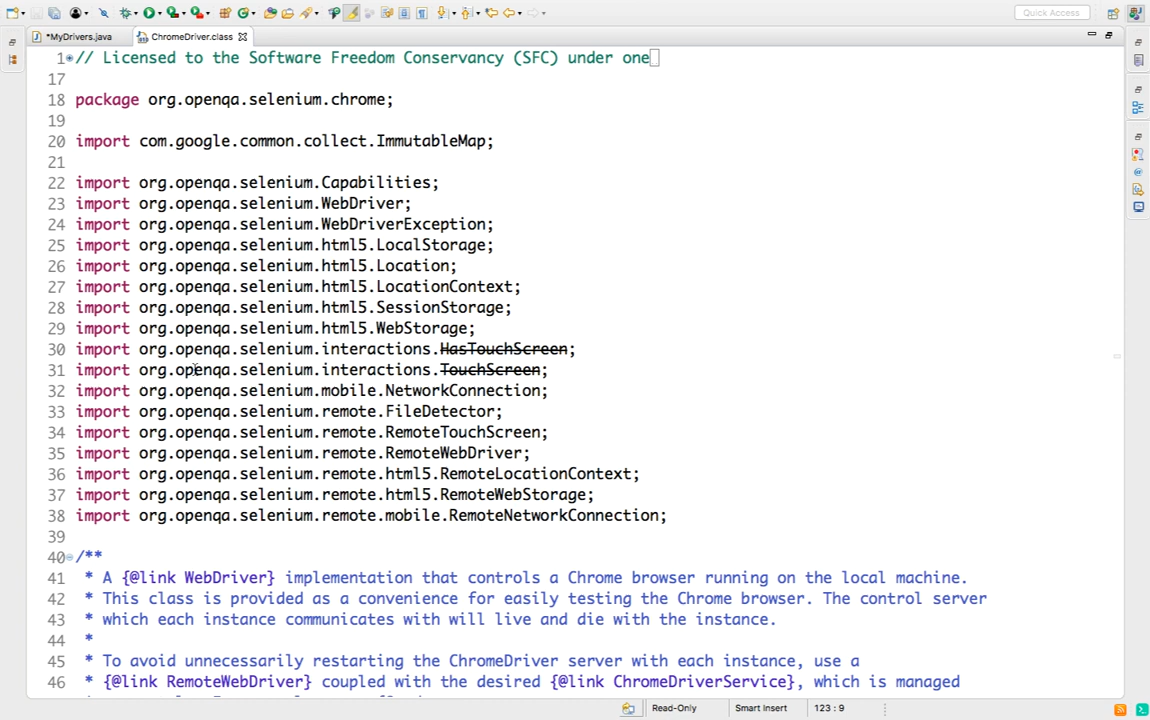 Quick Access
*MyDrivers.java
ChromeDriver.class
1 // Licensed to the Software Freedom Conservancy (SFC) under one
17
18 package org.openqa.selenium.chrome;
19
20 import com.google.common.collect.ImmutableMap;
21
22 import org.openqa.selenium.Capabilities;
23 import org.openqa.selenium.WebDriver;
24 import org.openqa.selenium.WebDriverException;
25 import org.openqa.selenium.html5.LocalStorage;
26 import org.openqa.selenium.html5.Location;
27 import org.openqa.selenium.html5.LocationContext;
28 import org.openqa.selenium.html5.SessionStorage;
29 import org.openqa.selenium.html5.WebStorage;
30 import org.openqa.selenium.interactions.HasTouchScreen;
31 import org.openqa.selenium.interactions.TouchScreen;
32 import org.openqa.selenium.mobile.NetworkConnection;
33 import org.openqa.selenium.remote.FileDetector;
34 import org.openqa.selenium.remote.RemoteTouchScreen;
35 import org.openqa.selenium.remote.RemoteWebDriver;
36 import org.openqa.selenium.remote.html5.RemoteLocationContext;
37 import org.openqa.selenium.remote.html5.RemoteWebStorage;
38 import org.openqa.selenium.remote.mobile.RemoteNetworkConnection;
39
40 /**
41 * A {@link WebDriver} implementation that controls a Chrome browser running on the local machine.
42 * This class is provided as a convenience for easily testing the Chrome browser. The control server
43 * which each instance communicates with will live and die with the instance.
44 *
45 * To avoid unnecessarily restarting the ChromeDriver server with each instance, use a
46 * {@link RemoteWebDriver} coupled with the desired {@link ChromeDriverService}, which is managed
Read-Only
Smart Insert
123 : 9